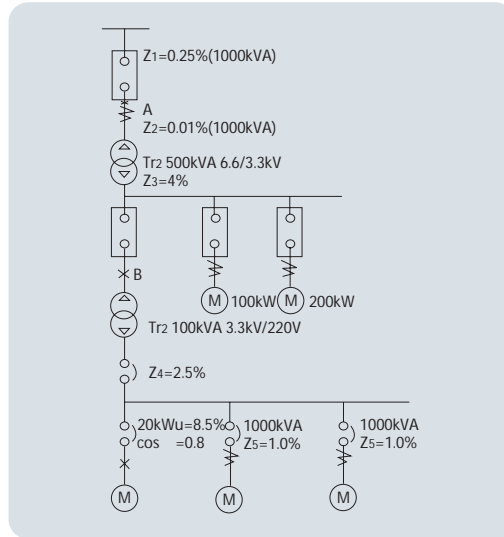 Z1=0.25%(1000kVA)
A
Z2=0.01%(1000kVA)
Tr2 500kVA 6.6/3.3kV
Z3=4%
B
M 100kW M 200kW
Tr2 100kVA 3.3kV/220V
Z4=2.5%
20kWu=8.5% 1000kVA 1000kVA
cos =0.8 Z5=1.0% Z5=1.0%
M M M